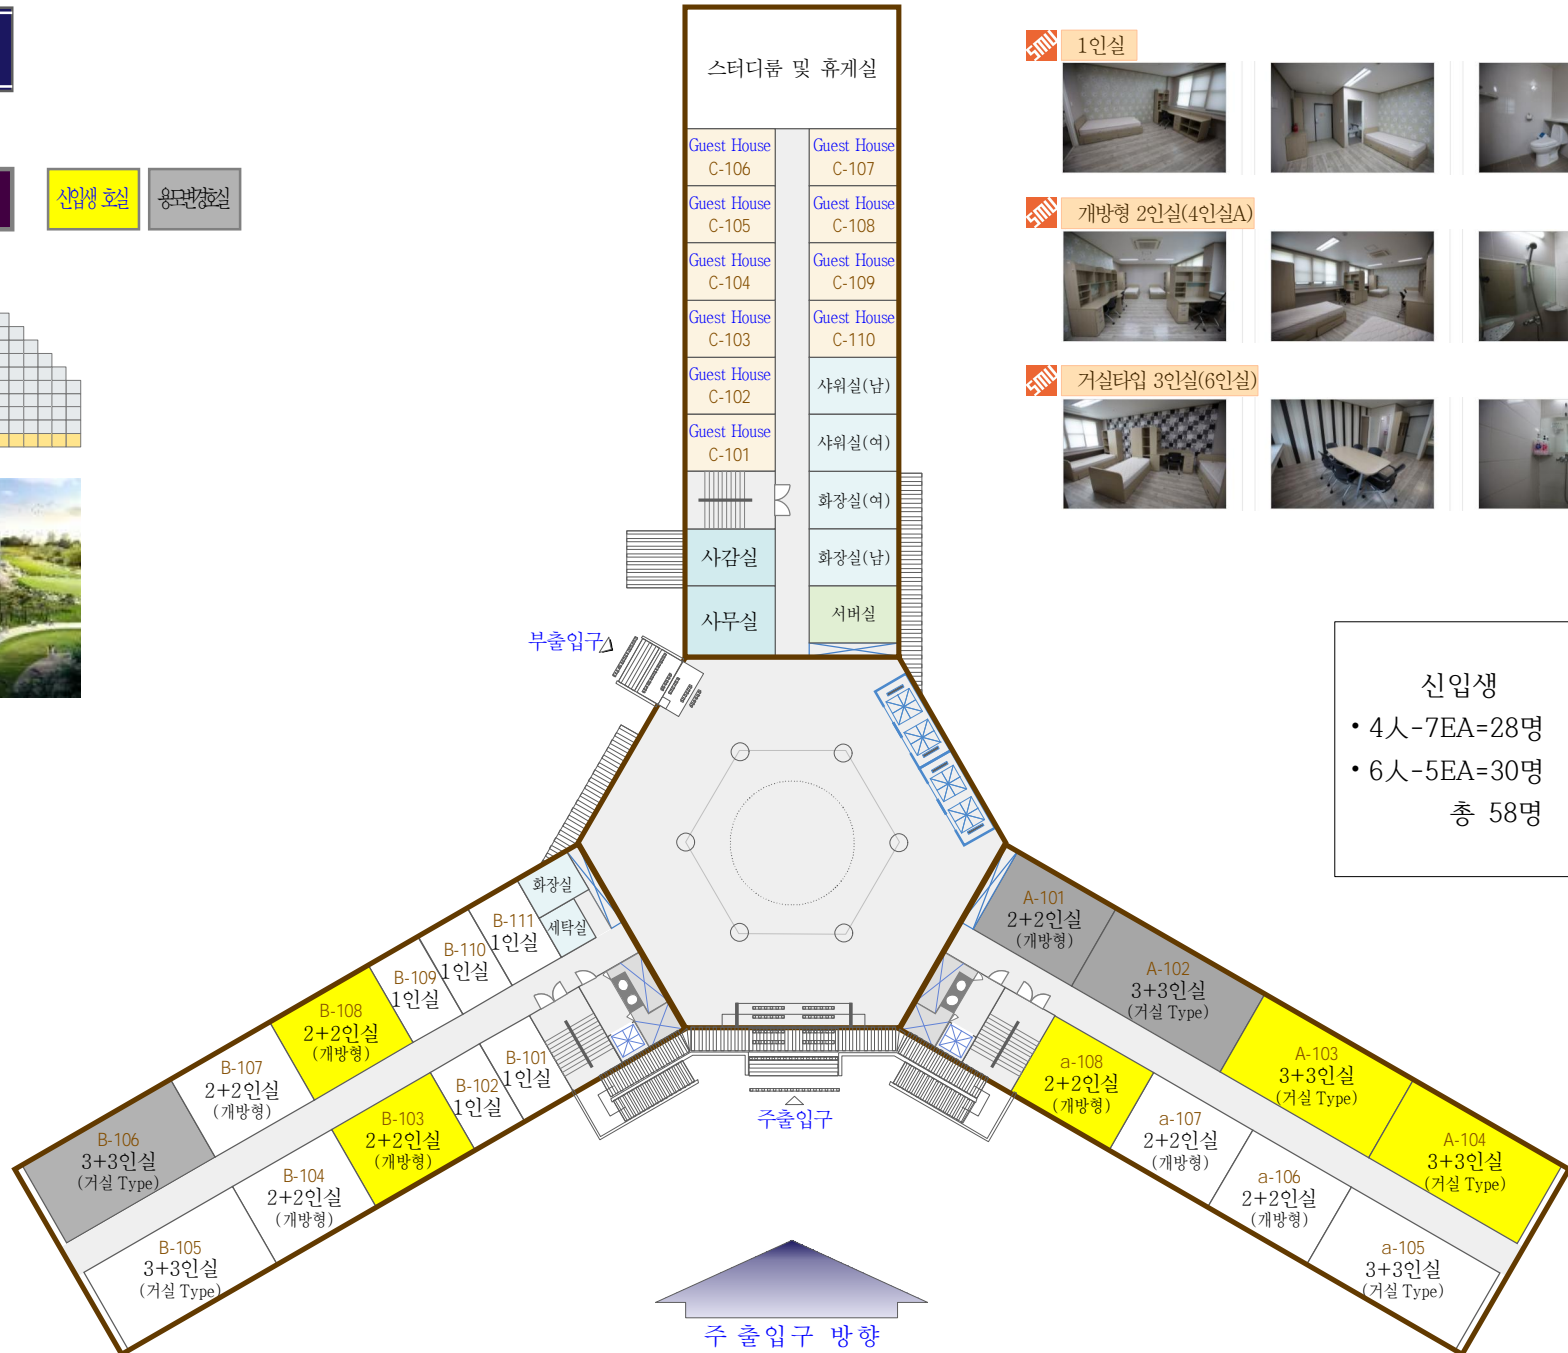 신입생 호실
용도변경호실
스터디룸 및 휴게실
Guest House
C-106
Guest House
C-107
Guest House
C-105
Guest House
C-108
Guest House
C-104
Guest House
C-109
Guest House
C-103
Guest House
C-110
Guest House
C-102
샤워실(남)
Guest House
C-101
샤워실(여)
화장실(여)
사감실
화장실(남)
사무실
서버실
부출입구
SMU
1인실
SMU
개방형 2인실(4인실A)
SMU
거실타입 3인실(6인실)
신입생
• 4人-7EA=28명
• 6人-5EA=30명
총 58명
화장실
세탁실
B-111
1인실
B-110
1인실
B-109
1인실
B-108
2+2인실
(개방형)
B-107
2+2인실
(개방형)
B-106
3+3인실
(거실 Type)
B-101
1인실
B-102
1인실
B-103
2+2인실
(개방형)
B-104
2+2인실
(개방형)
B-105
3+3인실
(거실 Type)
A-101
2+2인실
(개방형)
A-102
3+3인실
(거실 Type)
A-103
3+3인실
(거실 Type)
A-104
3+3인실
(거실 Type)
a-108
2+2인실
(개방형)
a-107
2+2인실
(개방형)
a-106
2+2인실
(개방형)
a-105
3+3인실
(거실 Type)
주출입구
주 출입구 방향